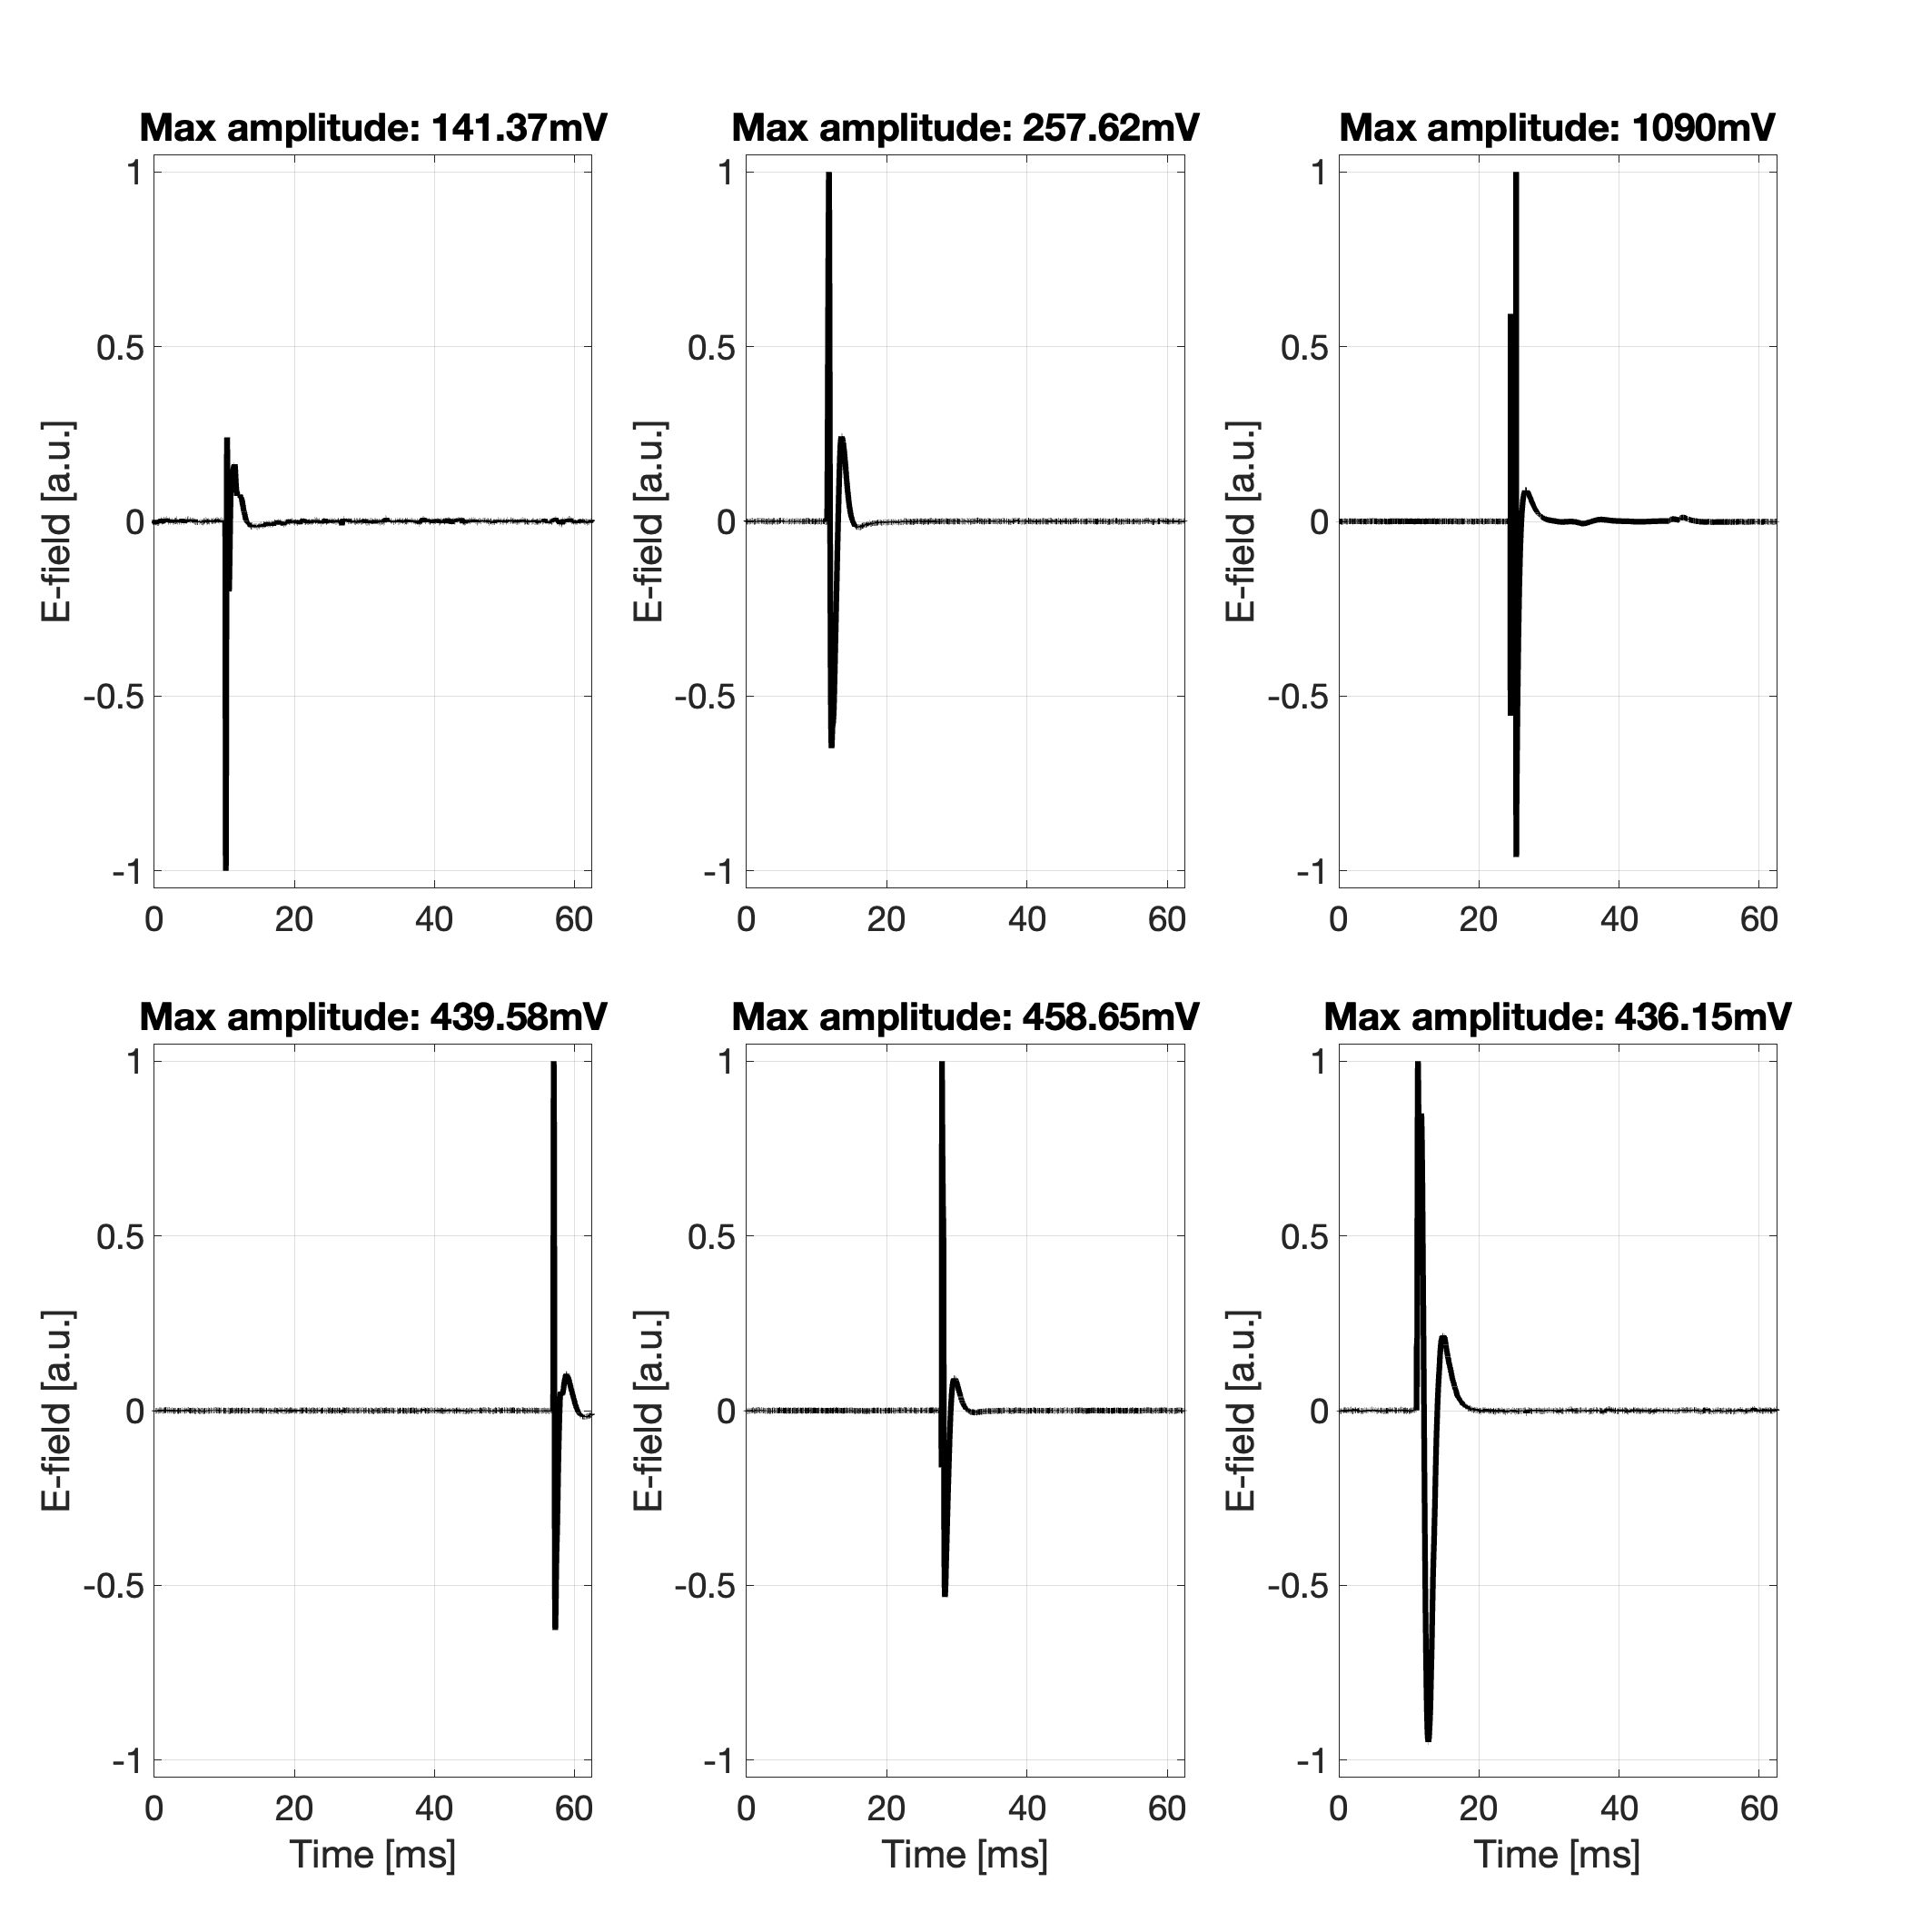 Max amplitude: 141.37mV
1
0.5
0
-0.5
-1
E-field [a.u.]
0 20 40 60
Max amplitude: 257.62mV
1
0.5
0
-0.5
-1
E-field [a.u.]
0 20 40 60
Max amplitude: 1090mV
1
0.5
0
-0.5
-1
E-field [a.u.]
0 20 40 60
Max amplitude: 439.58mV
1
0.5
0
-0.5
-1
E-field [a.u.]
0 20 40 60
Time [ms]
Max amplitude: 458.65mV
1
0.5
0
-0.5
-1
E-field [a.u.]
0 20 40 60
Time [ms]
Max amplitude: 436.15mV
1
0.5
0
-0.5
-1
E-field [a.u.]
0 20 40 60
Time [ms]